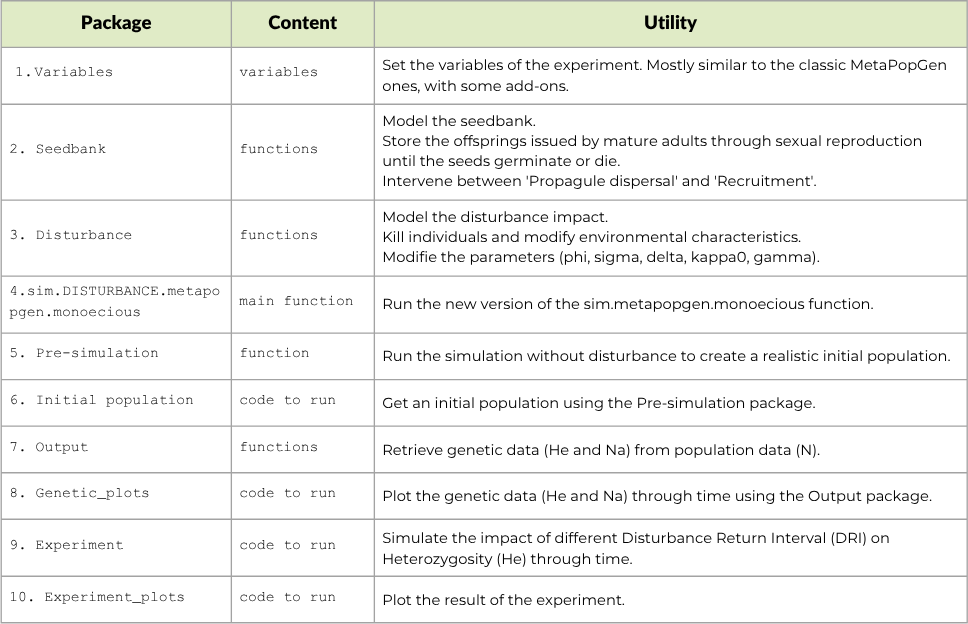 Package Content Utility
1.Variables variables Set the variables of the experiment. Mostly similar to the classic MetaPopGen
ones, with some add-ons.
2. Seedbank functions Model the seedbank.
Store the offsprings issued by mature adults through sexual reproduction
until the seeds germinate or die.
Intervene between 'Propagule dispersal' and 'Recruitment'.
3. Disturbance functions Model the disturbance impact.
Kill individuals and modify environmental characteristics.
Modifie the parameters (phi, sigma, delta, kappa0, gamma).
4.sim.DISTURBANCE.metapo
pgen.monoecious
main function
Run the new version of the sim.metapopgen.monoecious function.
5. Pre-simulation function Run the simulation without disturbance to create a realistic initial population.
6. Initial population code to run Get an initial population using the Pre-simulation package.
7. Output functions Retrieve genetic data (He and Na) from population data (N).
8. Genetic_plots code to run Plot the genetic data (He and Na) through time using the Output package.
9. Experiment code to run Simulate the impact of different Disturbance Return Interval (DRI) on
Heterozygosity (He) through time.
10. Experiment_plots code to run Plot the result of the experiment.